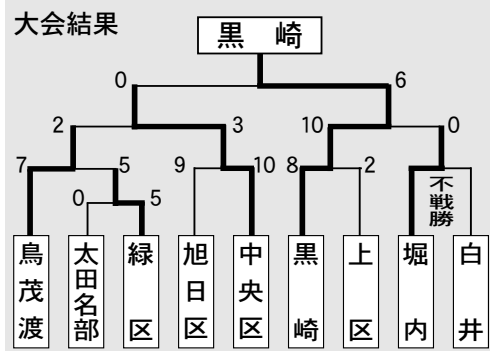 大会結果
黒崎
0 6
2 3 10 0
7 5 9 10 8 2 不戦勝
0 5
鳥茂渡
太田名部
緑区
旭日区
中央区
黒崎
上区
堀内
白井